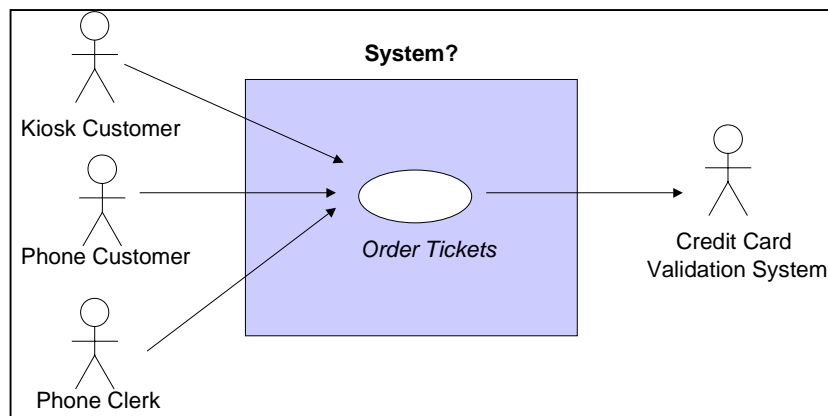 System?
Kiosk Customer
Phone Customer
Order Tickets
Credit Card
Validation System
Phone Clerk